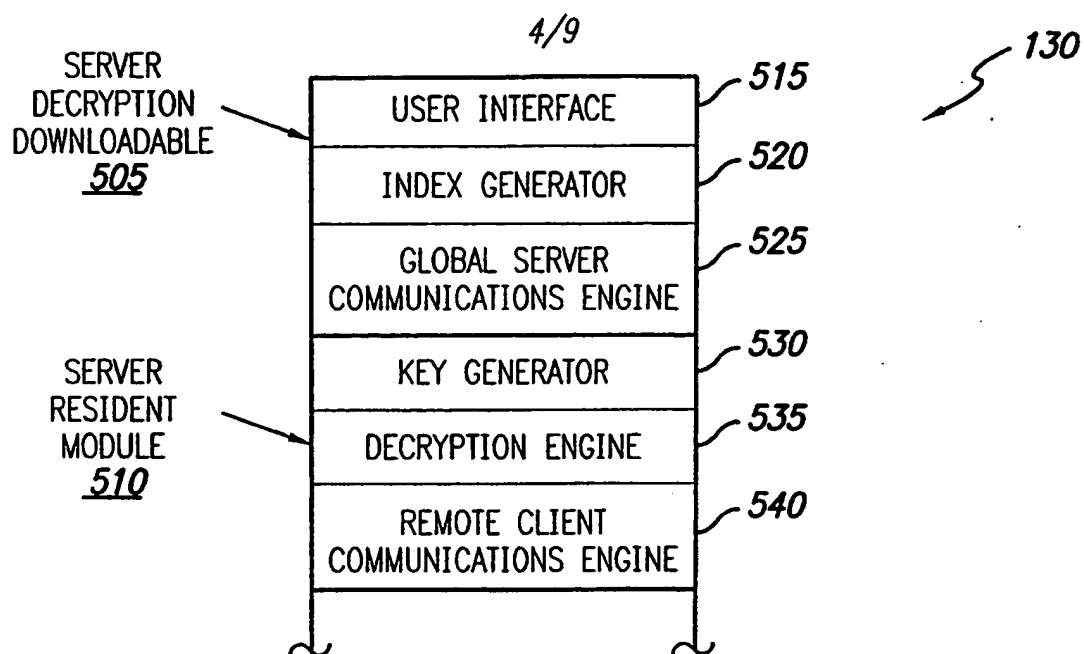 4/9
130
SERVER
DECRYPTION
DOWNLOADABLE
505
USER INTERFACE
515
INDEX GENERATOR
520
GLOBAL SERVER
COMMUNICATIONS ENGINE
525
SERVER
RESIDENT
MODULE
510
KEY GENERATOR
530
DECRYPTION ENGINE
535
REMOTE CLIENT
COMMUNICATIONS ENGINE
540